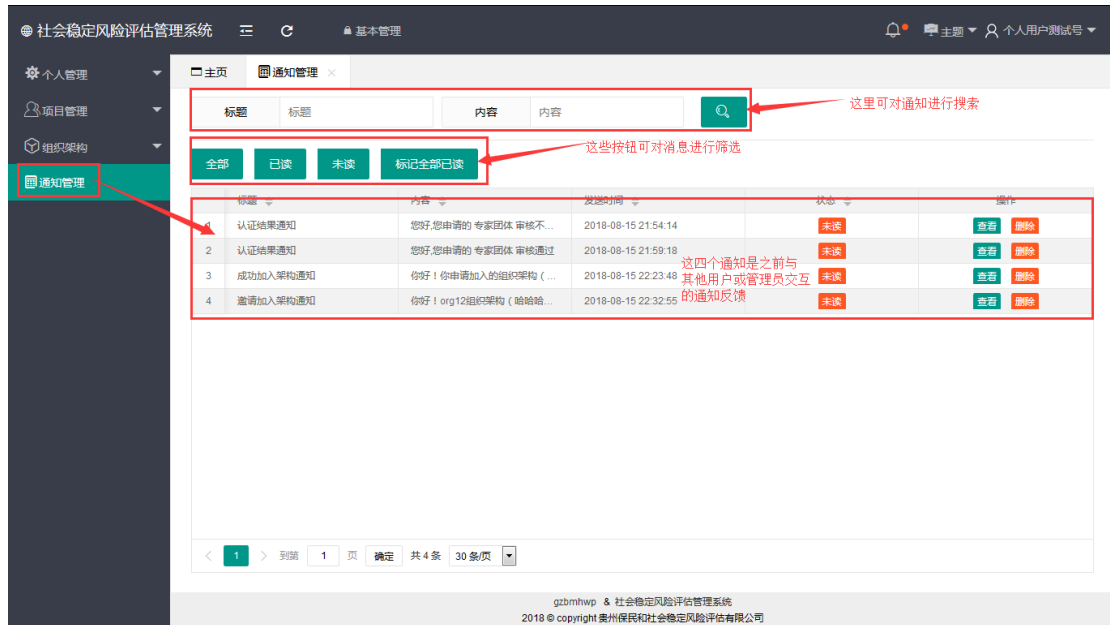 社会稳定风险评估管理系统 基本管理 主题 个人用户测试号
个人管理
项目管理
组织架构
通知管理
主页 通知管理
标题 标题 内容 内容
这里可对通知进行搜索
全部 已读 未读 标记全部已读
这些按钮可对消息进行筛选
标题 内容 发送时间 状态 操作
1 认证结果通知 您好,您申请的 专家团体 审核不... 2018-08-15 21:54:14 未读 查看 删除
2 认证结果通知 您好,您申请的 专家团体 审核通过 2018-08-15 21:59:18 未读 查看 删除
3 成功加入架构通知 你好！你申请加入的组织架构 ( ... 2018-08-15 22:23:48 未读 查看 删除
4 邀请加入架构通知 你好！org12组织架构 ( 哈哈哈... 2018-08-15 22:32:55 未读 查看 删除
这四个通知是之前与
其他用户或管理员交互
的通知反馈
1 到第 1 页 确定 共 4 条 30 条/页
gzbmhwp & 社会稳定风险评估管理系统
2018 © copyright 贵州保民和社会稳定风险评估有限公司